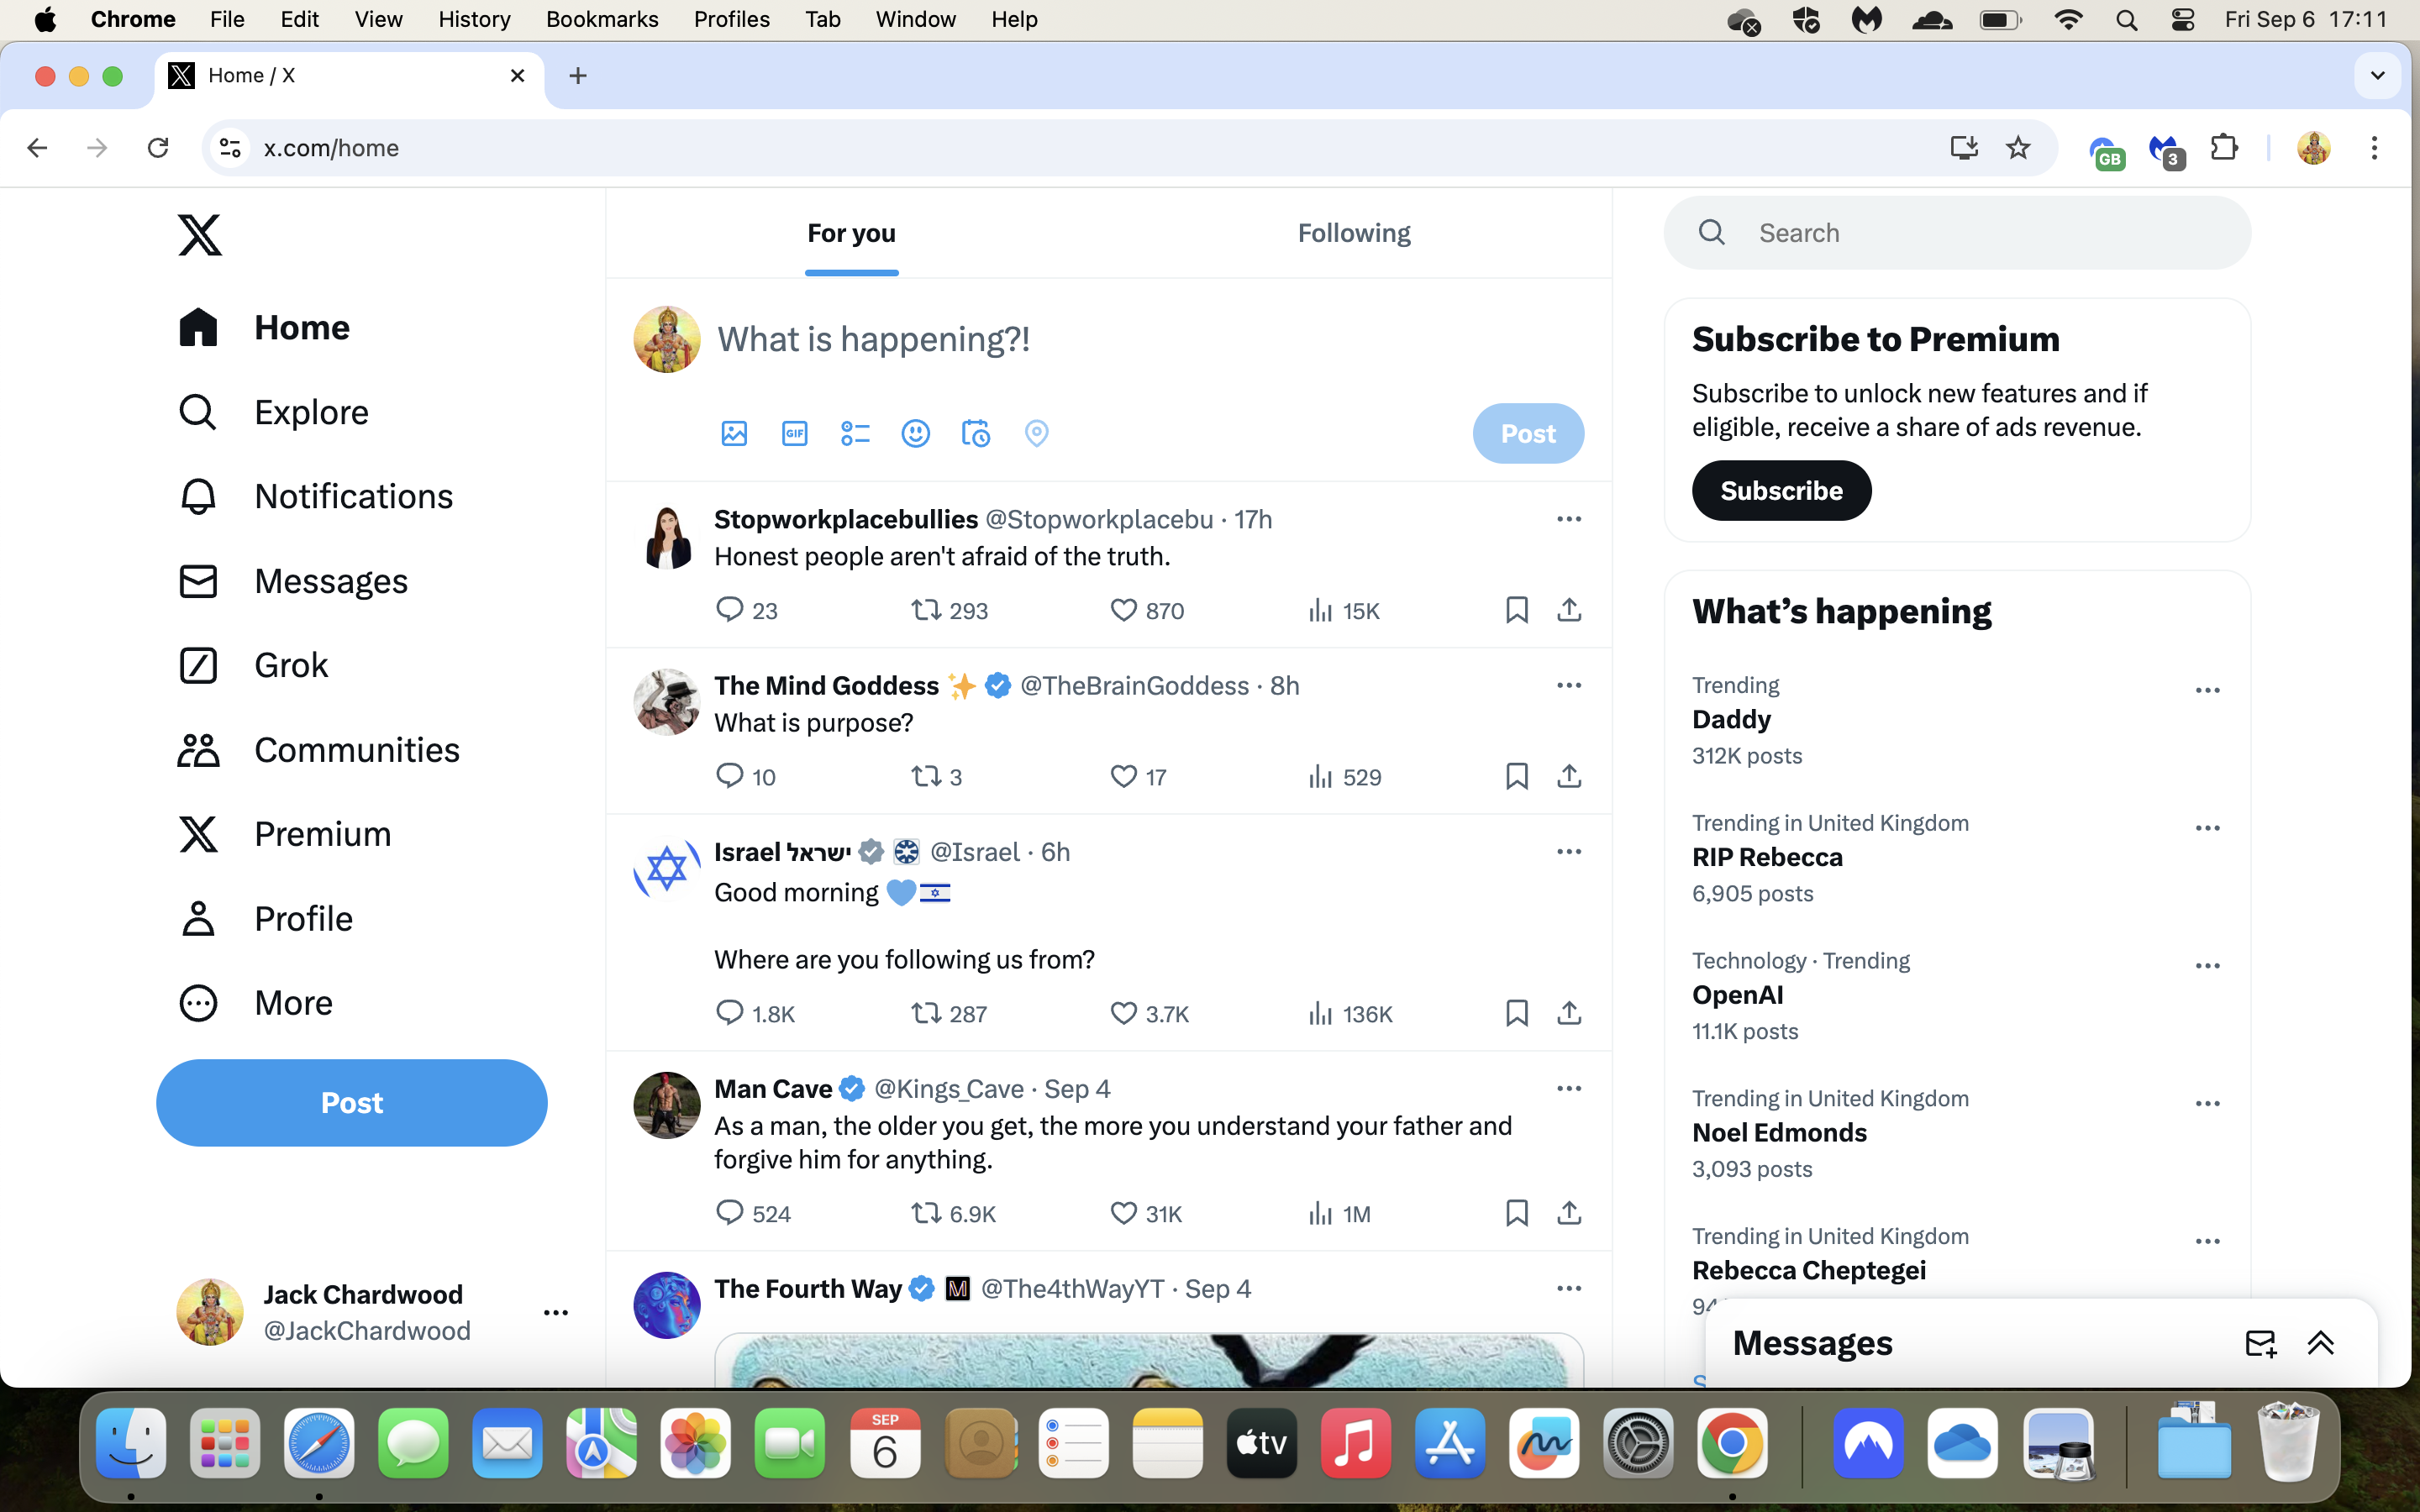 Chrome File Edit View History Bookmarks Profiles Tab Window Help Fri Sep 6 17:11
Home / X
x.com/home
GB
3
Home
Explore
Notifications
Messages
Grok
Communities
Premium
Profile
More
Post
Jack Chardwood
@JackChardwood
For you Following
What is happening?!
GIF
Post
Stopworkplacebullies @Stopworkplacebu · 17h
Honest people aren't afraid of the truth.
23 293 870 15K
The Mind Goddess ✨ @TheBrainGoddess · 8h
What is purpose?
10 3 17 529
Israel ישראל @Israel · 6h
Good morning 🩵🇮🇱
Where are you following us from?
1.8K 287 3.7K 136K
Man Cave @Kings_Cave · Sep 4
As a man, the older you get, the more you understand your father and
forgive him for anything.
524 6.9K 31K 1M
The Fourth Way @The4thWayYT · Sep 4
Search
Subscribe to Premium
Subscribe to unlock new features and if
eligible, receive a share of ads revenue.
Subscribe
What's happening
Trending
Daddy
312K posts
Trending in United Kingdom
RIP Rebecca
6,905 posts
Technology · Trending
OpenAI
11.1K posts
Trending in United Kingdom
Noel Edmonds
3,093 posts
Trending in United Kingdom
Rebecca Cheptegei
Messages
SEP
6
tv